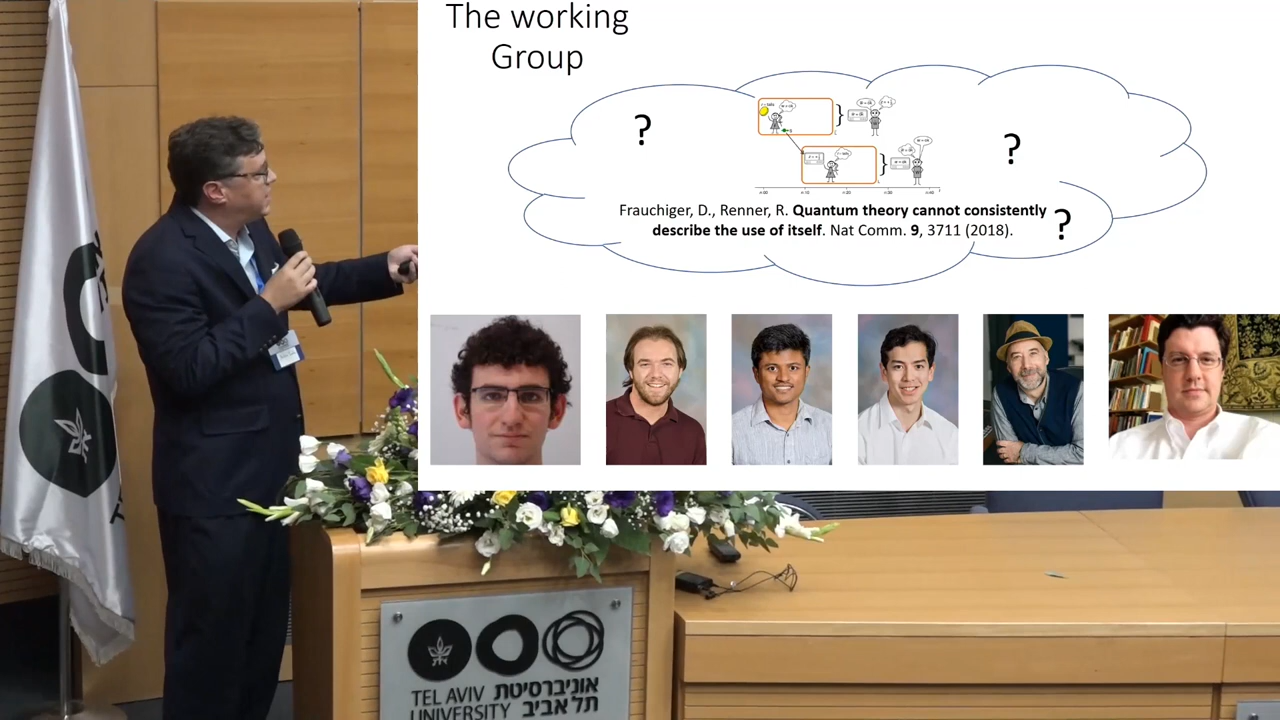 The working
Group
?
?
?
Frauchiger, D., Renner, R. Quantum theory cannot consistently
describe the use of itself. Nat Comm. 9, 3711 (2018).
TEL AVIV אוניברסיטת
UNIVERSITY תל אביב